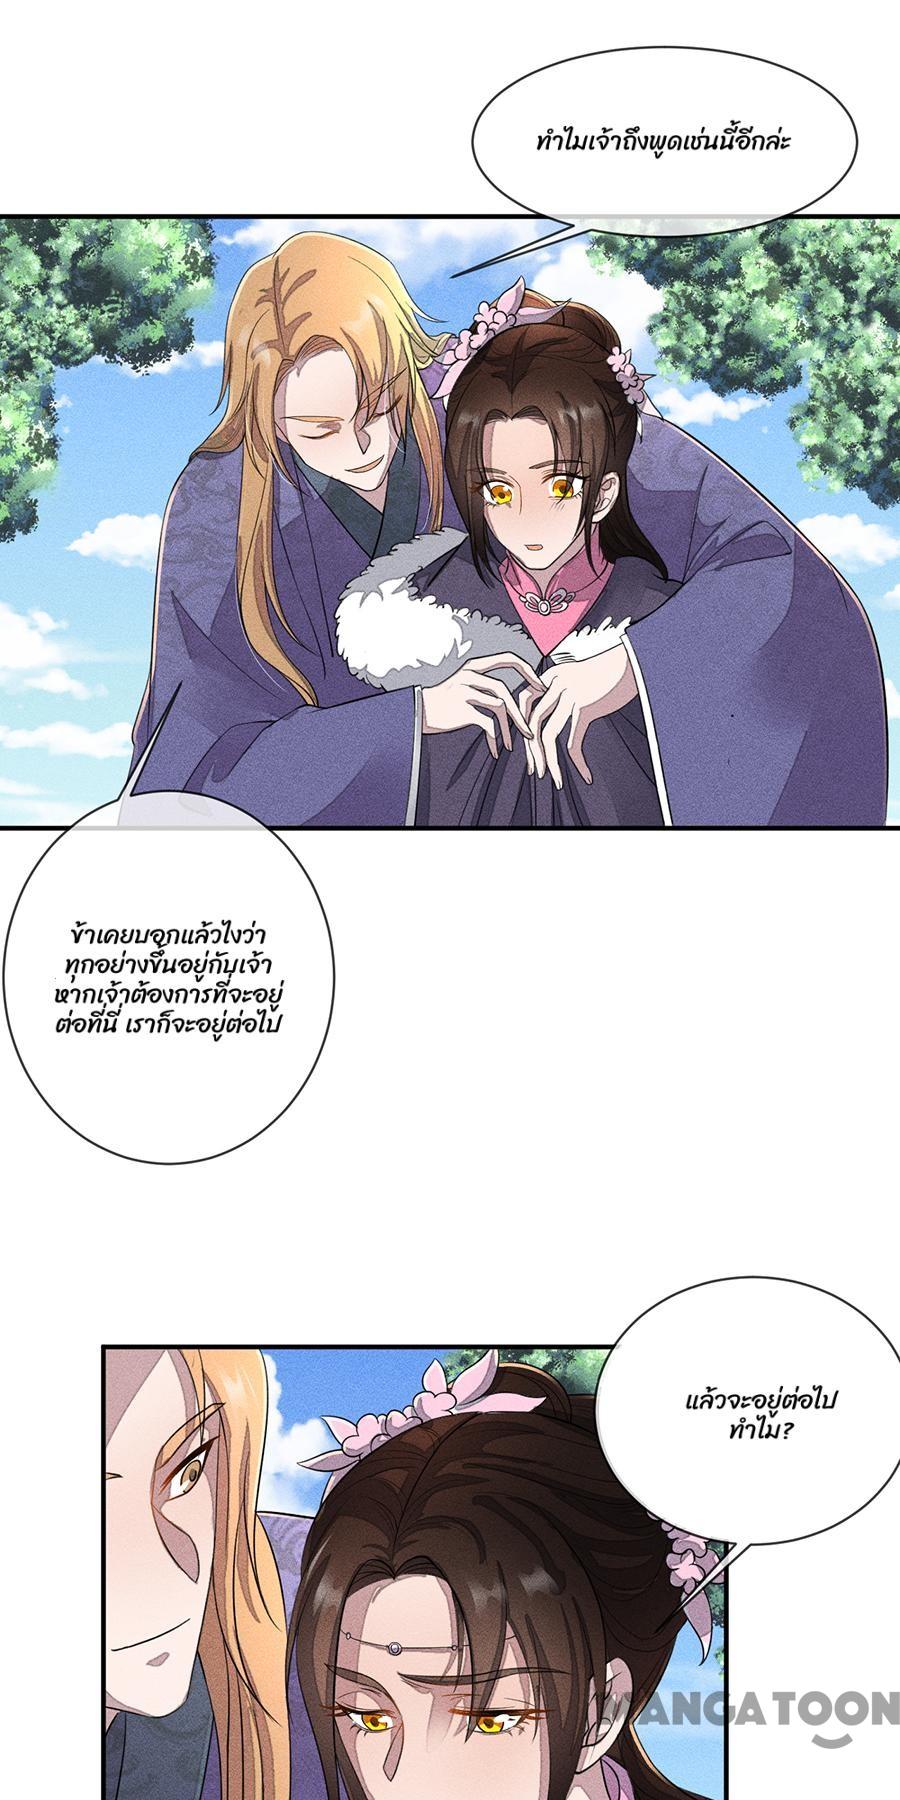 ทำไมเจ้าถึงพูดเช่นนี้อีกล่ะ
ข้าเคยบอกแล้วไงว่า
ทุกอย่างขึ้นอยู่กับเจ้า
หากเจ้าต้องการที่จะอยู่
ต่อที่นี่ เราก็จะอยู่ต่อไป
แล้วจะอยู่ต่อไป
ทำไม?
MANGATOON